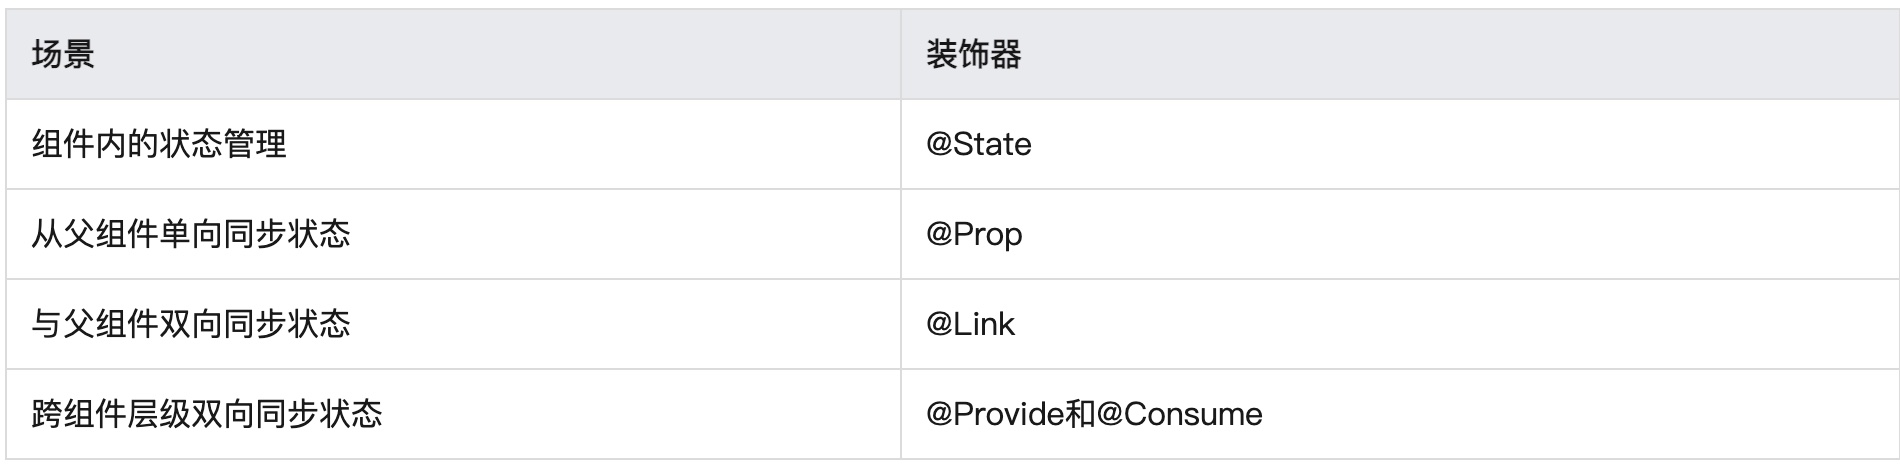 场景 装饰器
组件内的状态管理 @State
从父组件单向同步状态 @Prop
与父组件双向同步状态 @Link
跨组件层级双向同步状态 @Provide和@Consume